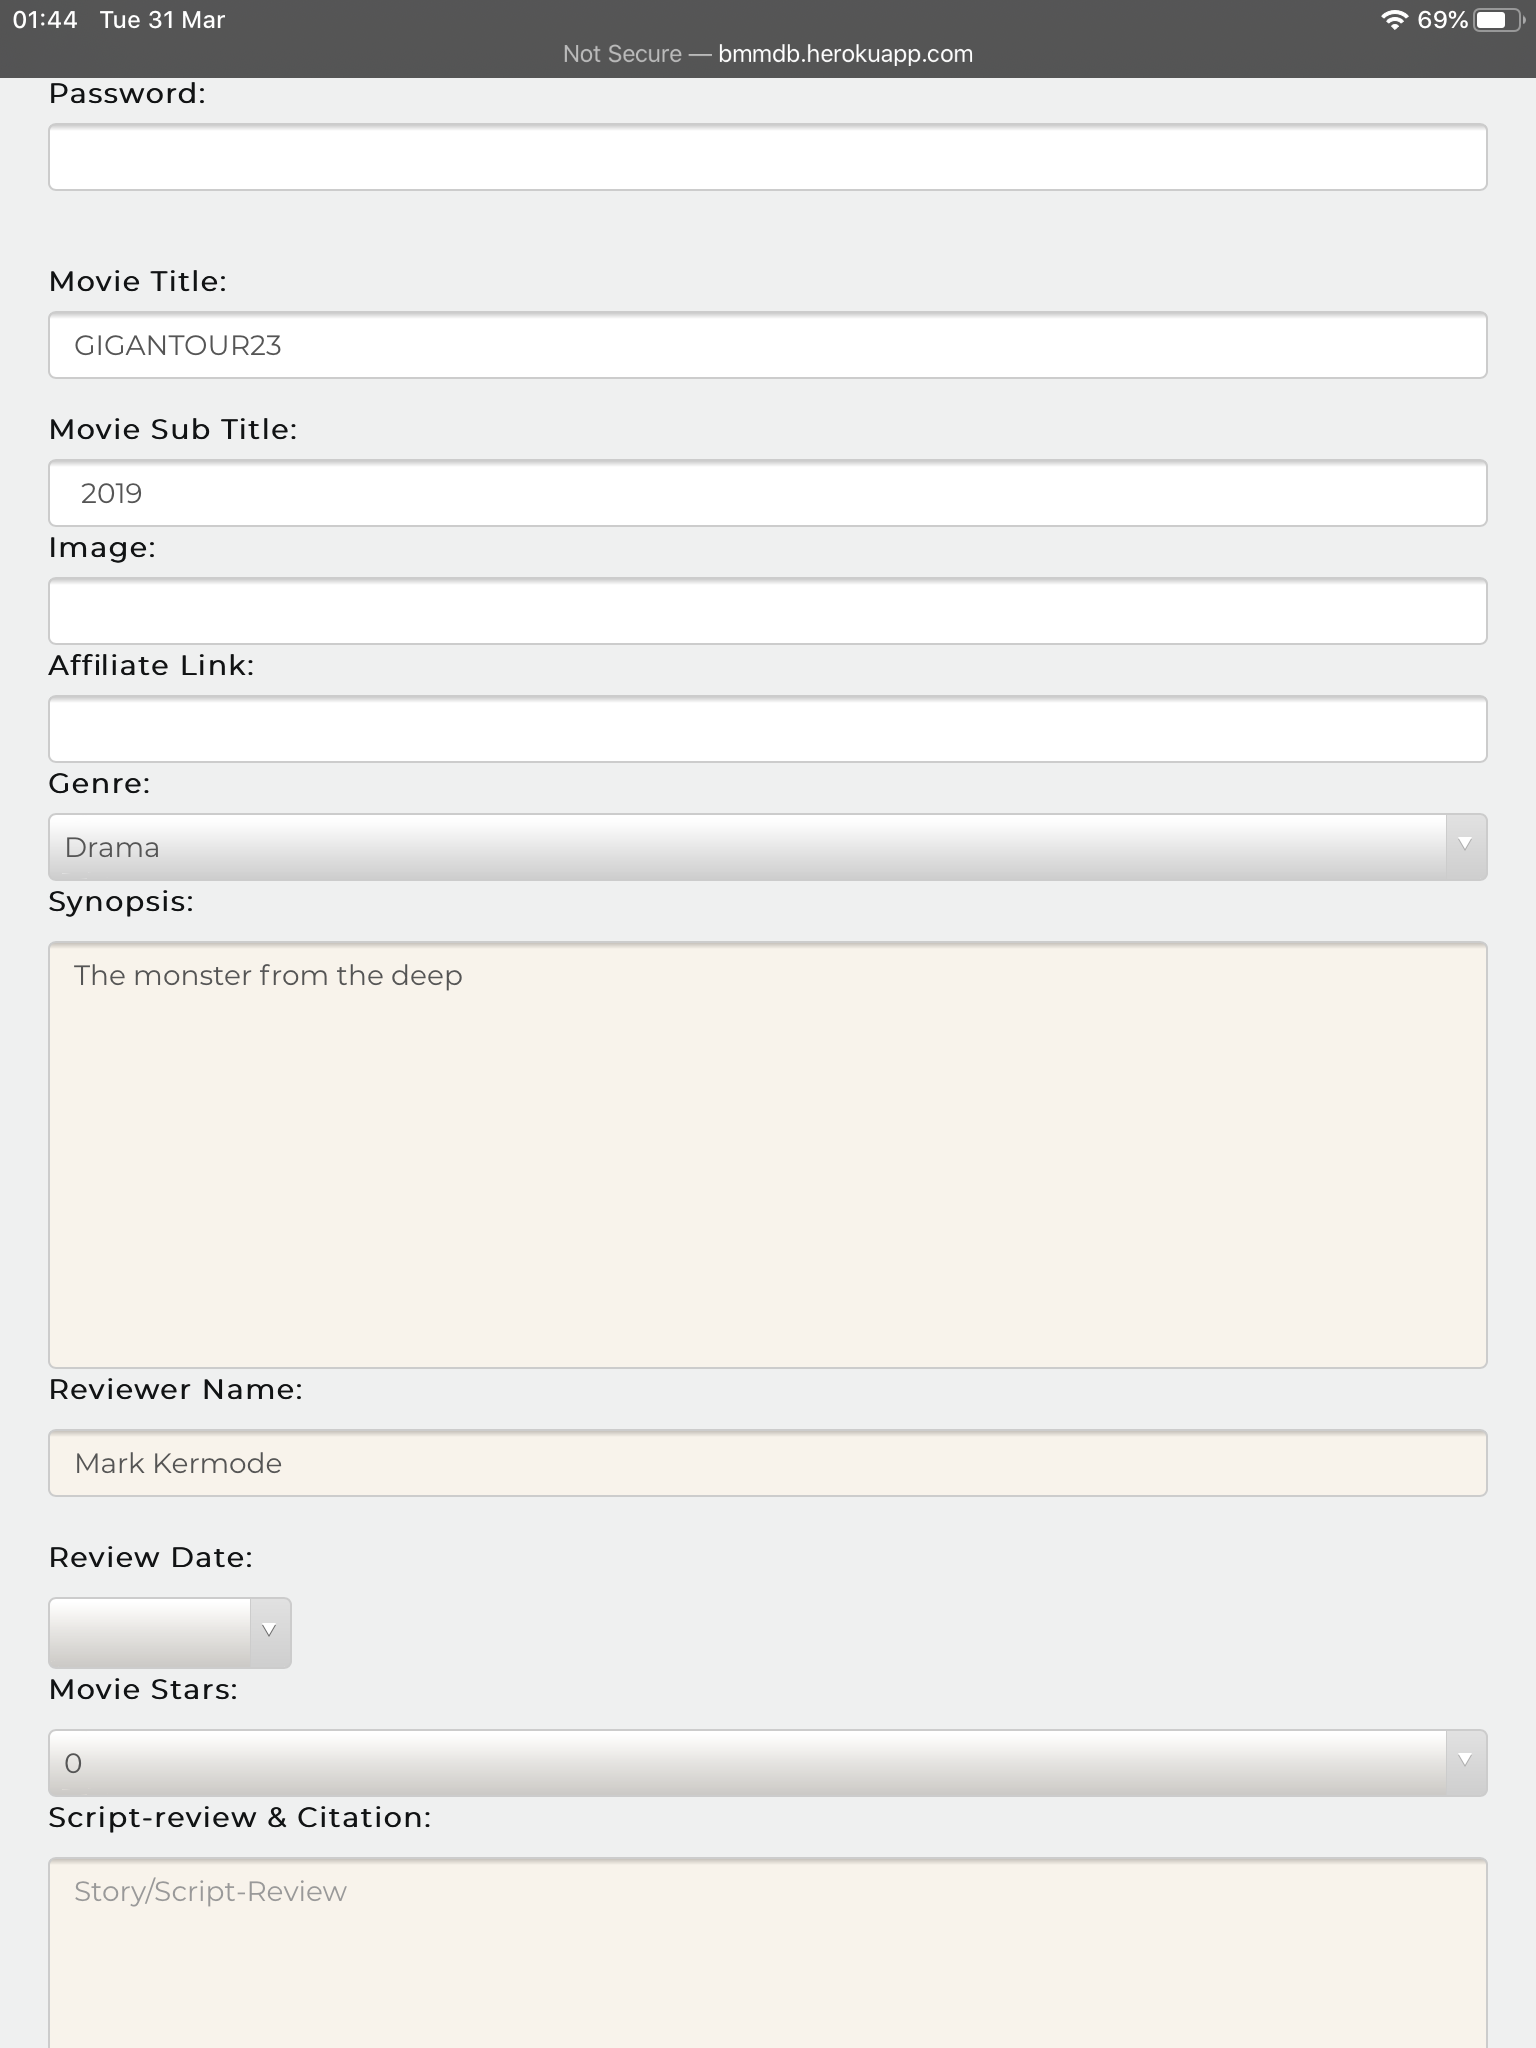 01:44 Tue 31 Mar 69%
Not Secure — bmmdb.herokuapp.com
Password:
Movie Title:
GIGANTOUR23
Movie Sub Title:
2019
Image:
Affiliate Link:
Genre:
Drama
Synopsis:
The monster from the deep
Reviewer Name:
Mark Kermode
Review Date:
Movie Stars:
0
Script-review & Citation:
Story/Script-Review